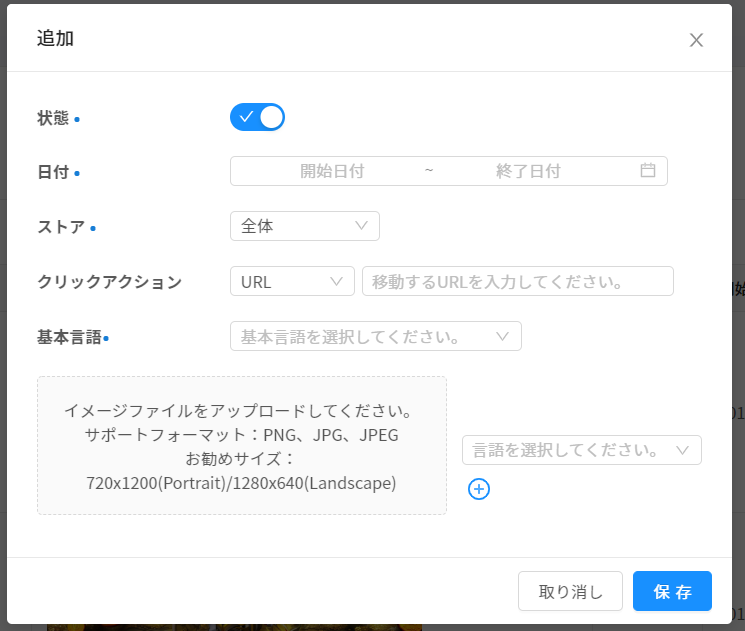 追加
状態
日付 開始日付 ~ 終了日付
ストア 全体
クリックアクション URL 移動するURLを入力してください。
基本言語 基本言語を選択してください。
イメージファイルをアップロードしてください。
サポートフォーマット：PNG、JPG、JPEG
お勧めサイズ：
720x1200(Portrait)/1280x640(Landscape)
言語を選択してください。
取り消し 保存